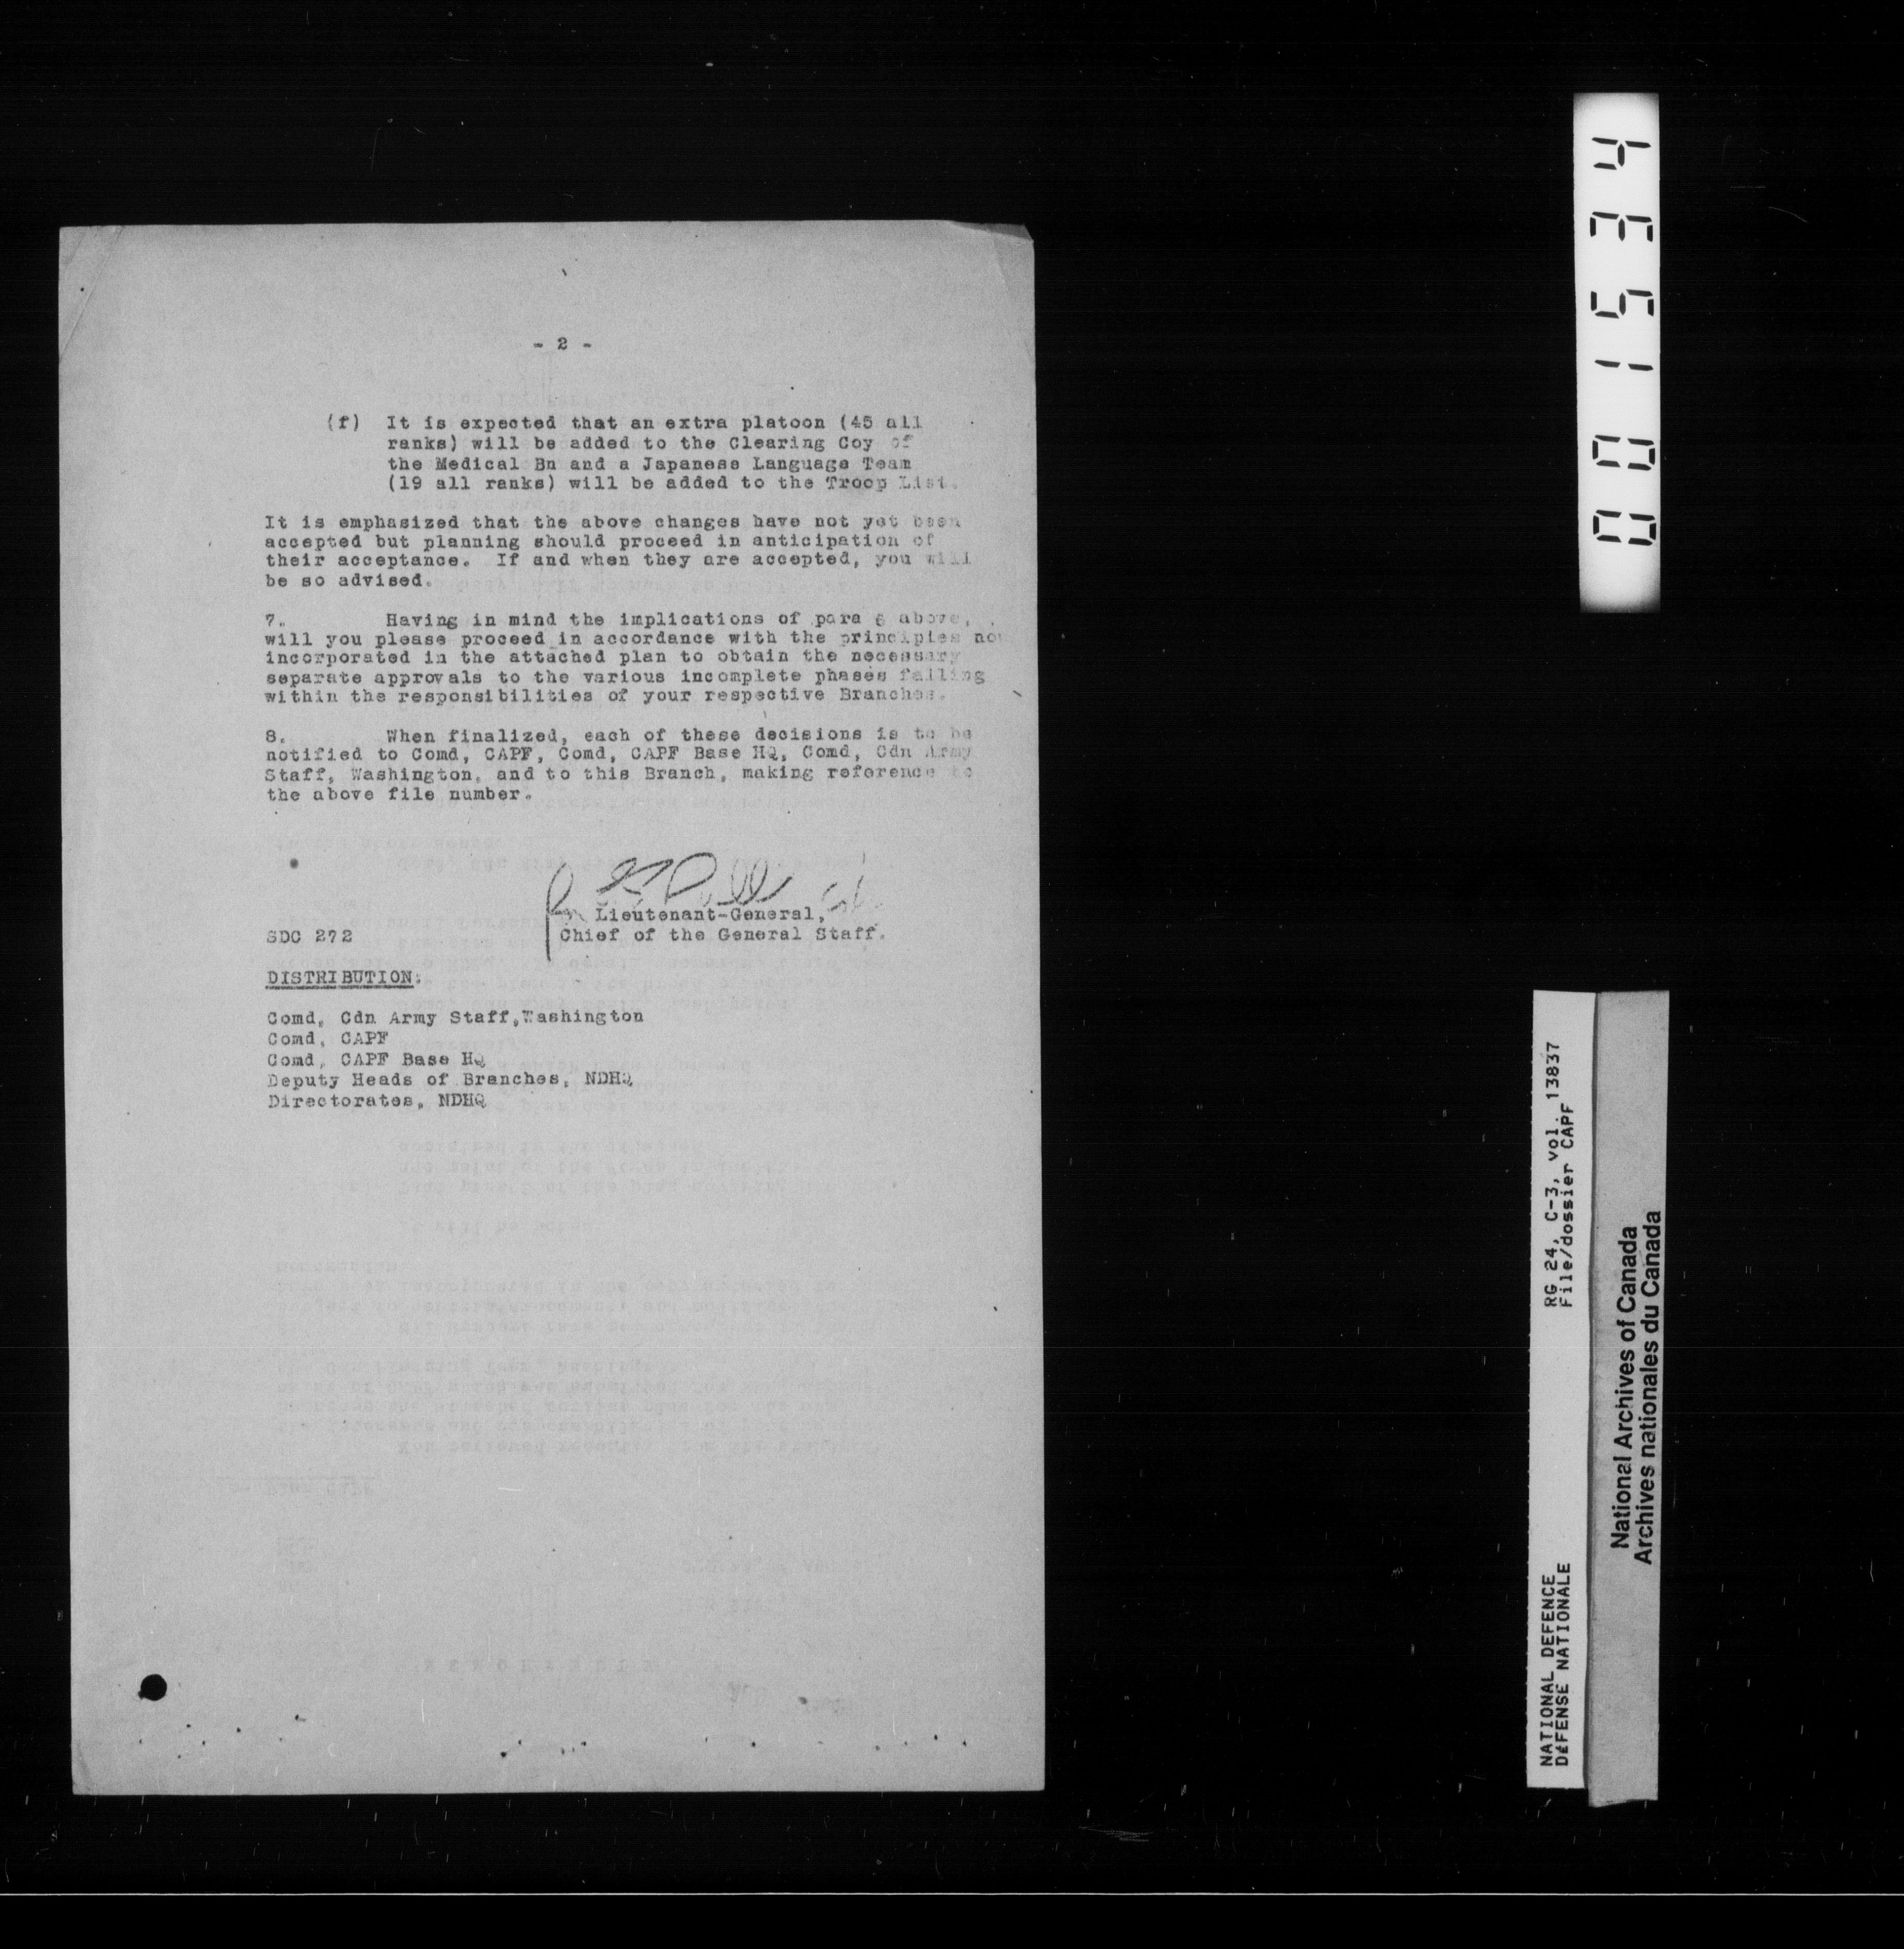 - 2 -
(f) It is expected that an extra platoon (45 all
ranks) will be added to the Clearing Coy of
the Medical Bn and a Japanese Language Team
(19 all ranks) will be added to the Troop List.
It is emphasized that the above changes have not yet been
accepted but planning should proceed in anticipation of
their acceptance. If and when they are accepted, you will
be so advised.
7. Having in mind the implications of para 6 above,
will you please proceed in accordance with the principles now
incorporated in the attached plan to obtain the necessary
separate approvals to the various incomplete phases falling
within the responsibilities of your respective Branches.
8. When finalized, each of these decisions is to be
notified to Comd, CAPF, Comd, CAPF Base HQ, Comd, Cdn Army
Staff, Washington, and to this Branch, making reference to
the above file number.
Lieutenant-General,
SDC 272 Chief of the General Staff.
DISTRIBUTION:
Comd, Cdn Army Staff,Washington
Comd, CAPF
Comd, CAPF Base HQ
Deputy Heads of Branches, NDHQ
Directorates, NDHQ
001534
NATIONAL DEFENCE RG 24, C-3, vol. 13837
DÉFENSE NATIONALE File/dossier CAPF
National Archives of Canada
Archives nationales du Canada